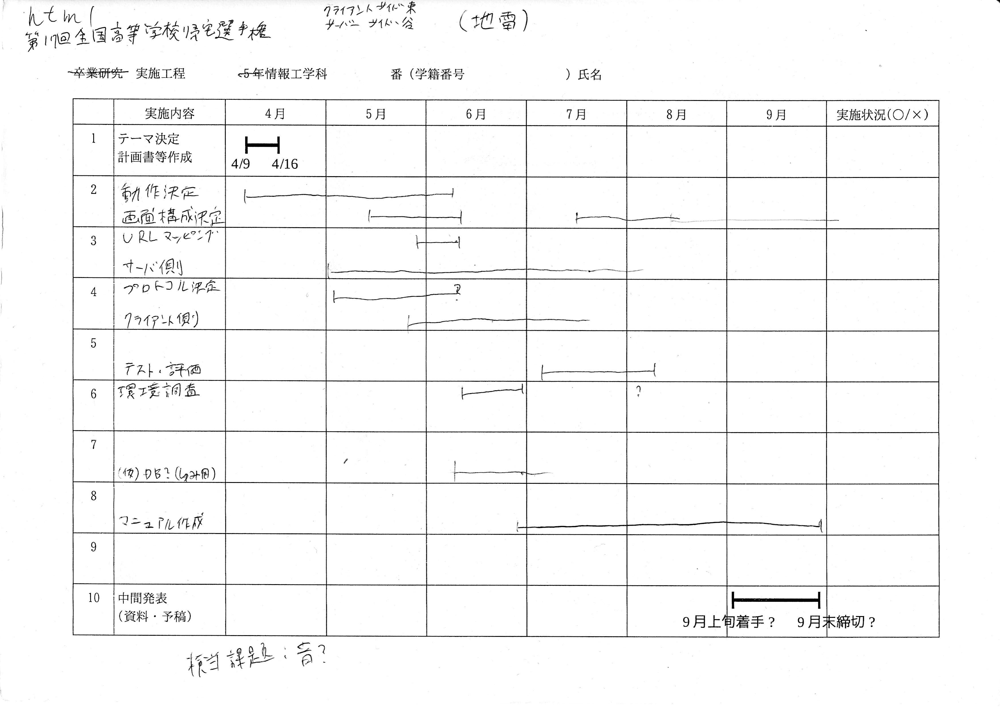 html
第17回全国高等学校帰宅選手権
クライアントサイド 東
サーバー サイド 谷
(地雷)
卒業研究 実施工程 5年情報工学科 番（学籍番号 ）氏名
実施内容 4月 5月 6月 7月 8月 9月 実施状況(○/×)
1 テーマ決定
計画書等作成
4/9 4/16
2 動作決定
画面構成決定
3 URLマッピング
サーバ側
4 プロトコル決定 ?
クライアント側
5
テスト・評価
6 環境調査 ?
7
(仮)DB?
8
マニュアル作成
9
10 中間発表
（資料・予稿）
9月上旬着手？ 9月末締切？
検当課題：音?